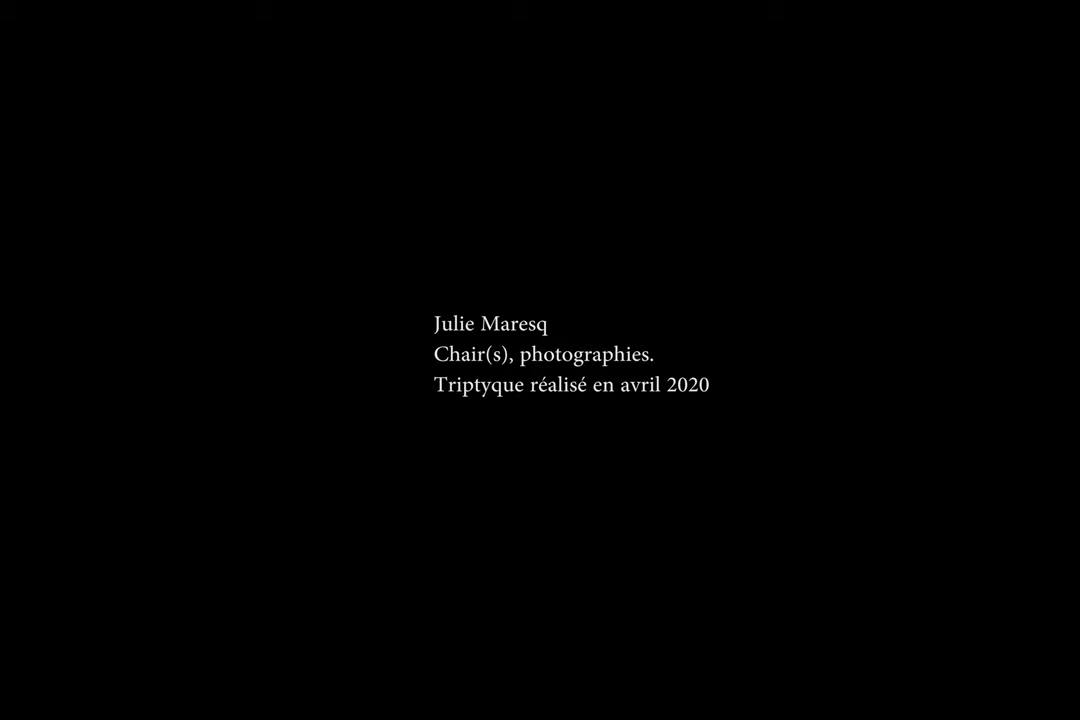 Julie Maresq
Chair(s), photographies.
Triptyque réalisé en avril 2020